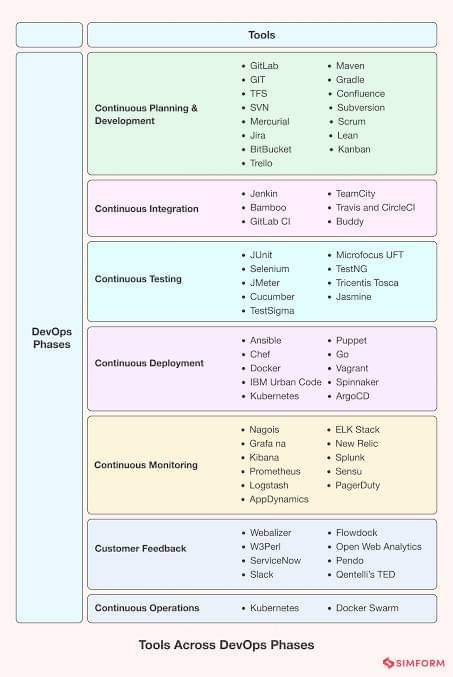 Tools
DevOps
Phases
Continuous Planning &
Development
GitLab
GIT
TFS
SVN
Mercurial
Jira
BitBucket
Trello
Maven
Gradle
Confluence
Subversion
Scrum
Lean
Kanban
Continuous Integration
Jenkin
Bamboo
GitLab CI
TeamCity
Travis and CircleCI
Buddy
Continuous Testing
JUnit
Selenium
JMeter
Cucumber
TestSigma
Microfocus UFT
TestNG
Tricentis Tosca
Jasmine
Continuous Deployment
Ansible
Chef
Docker
IBM Urban Code
Kubernetes
Puppet
Go
Vagrant
Spinnaker
ArgoCD
Continuous Monitoring
Nagois
Grafa na
Kibana
Prometheus
Logstash
AppDynamics
ELK Stack
New Relic
Splunk
Sensu
PagerDuty
Customer Feedback
Webalizer
W3Perl
ServiceNow
Slack
Flowdock
Open Web Analytics
Pendo
Qentelli's TED
Continuous Operations
Kubernetes
Docker Swarm
Tools Across DevOps Phases
SIMFORM